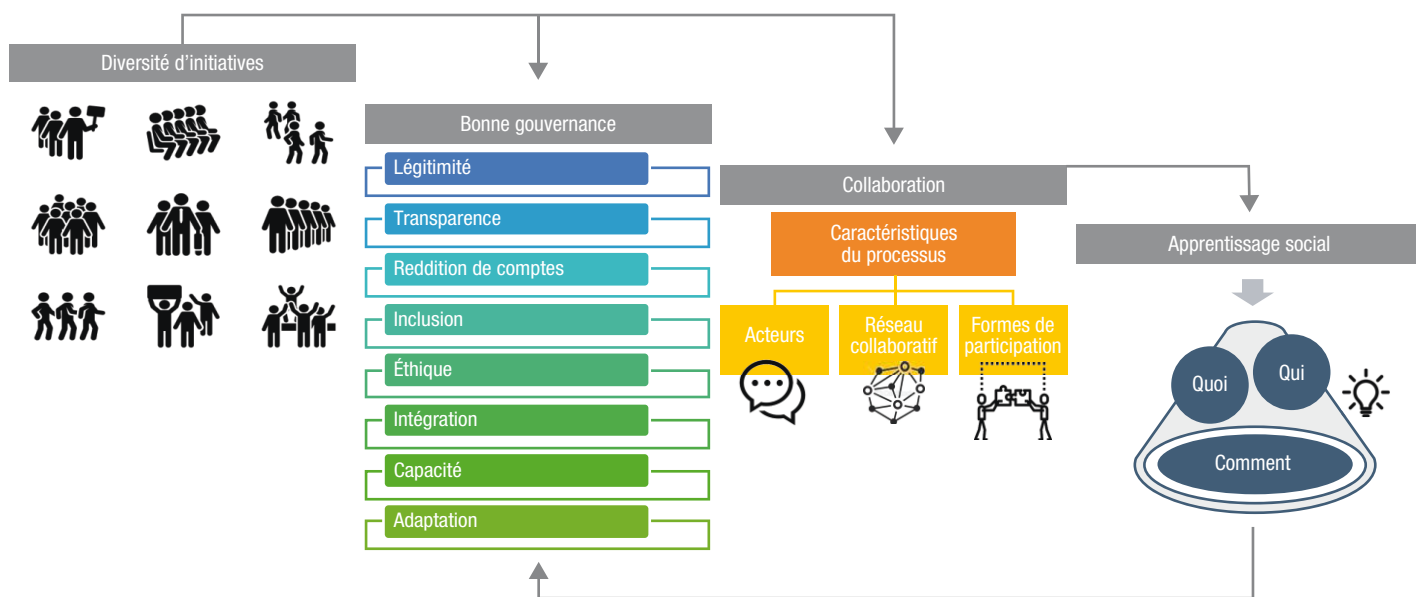 Diversité d’initiatives
Bonne gouvernance
Légitimité
Transparence
Reddition de comptes
Inclusion
Éthique
Intégration
Capacité
Adaptation
Collaboration
Caractéristiques
du processus
Acteurs
Réseau
collaboratif
Formes de
participation
Apprentissage social
Quoi
Qui
Comment